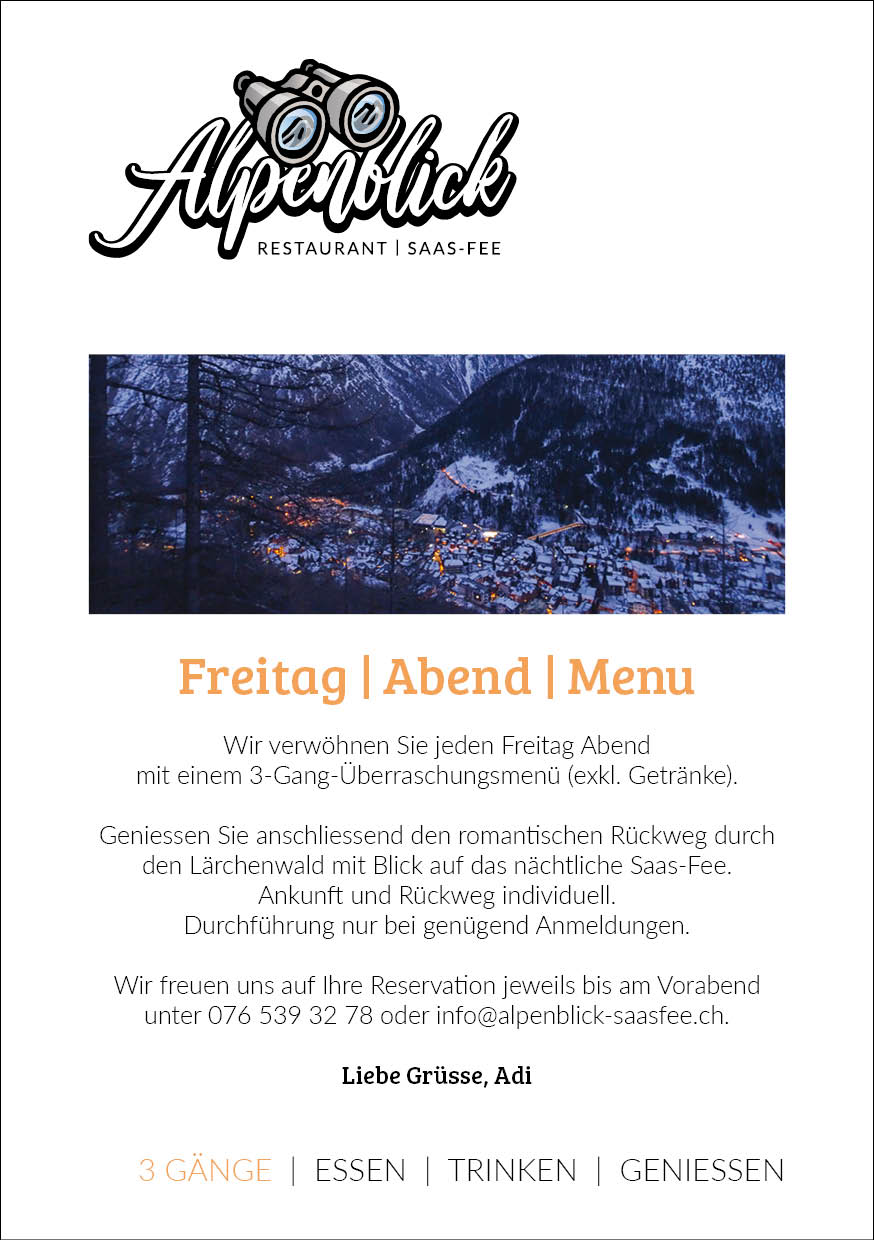 Alpenblick
RESTAURANT | SAAS-FEE
Freitag | Abend | Menu
Wir verwöhnen Sie jeden Freitag Abend
mit einem 3-Gang-Überraschungsmenü (exkl. Getränke).
Geniessen Sie anschliessend den romantischen Rückweg durch
den Lärchenwald mit Blick auf das nächtliche Saas-Fee.
Ankunft und Rückweg individuell.
Durchführung nur bei genügend Anmeldungen.
Wir freuen uns auf Ihre Reservation jeweils bis am Vorabend
unter 076 539 32 78 oder info@alpenblick-saasfee.ch.
Liebe Grüsse, Adi
3 GÄNGE | ESSEN | TRINKEN | GENIESSEN